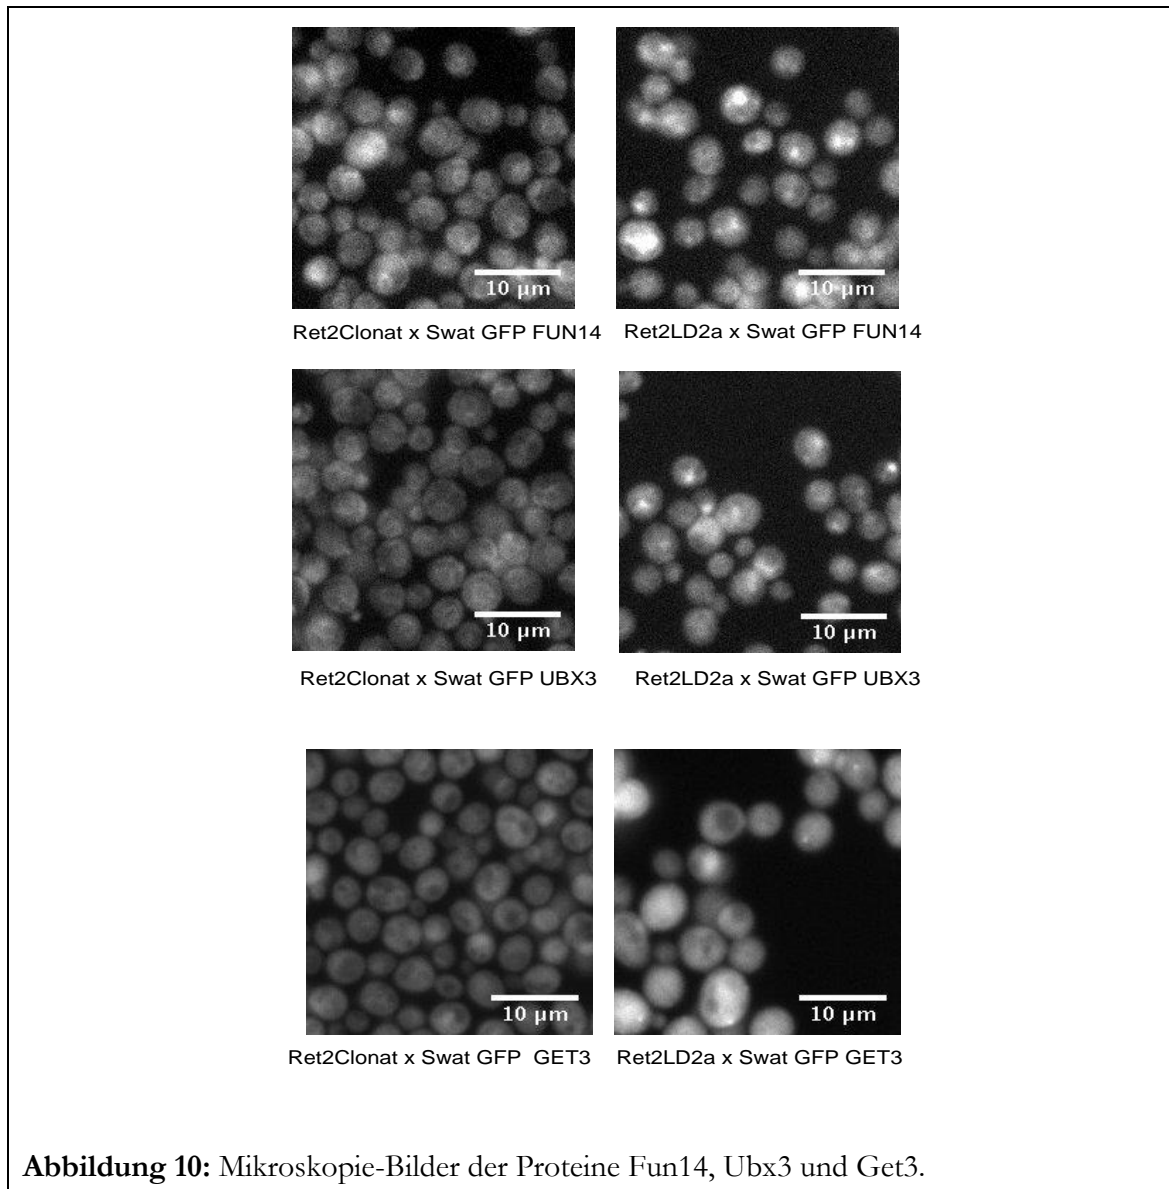 10 µm
10 µm
Ret2Clonat x Swat GFP FUN14
Ret2LD2a x Swat GFP FUN14
10 µm
10 µm
Ret2Clonat x Swat GFP UBX3
Ret2LD2a x Swat GFP UBX3
10 µm
10 µm
Ret2Clonat x Swat GFP GET3
Ret2LD2a x Swat GFP GET3
Abbildung 10: Mikroskopie-Bilder der Proteine Fun14, Ubx3 und Get3.